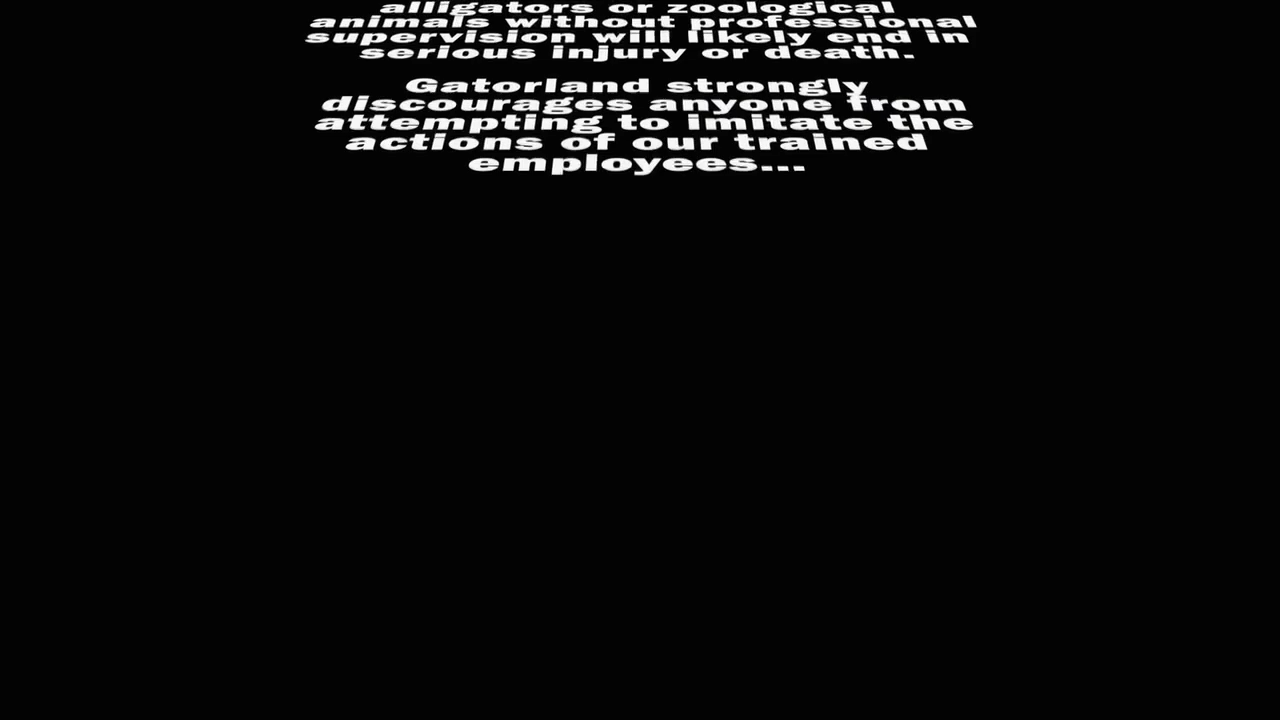 alligators or zoological
animals without professional
supervision will likely end in
serious injury or death.
Gatorland strongly
discourages anyone from
attempting to imitate the
actions of our trained
employees...